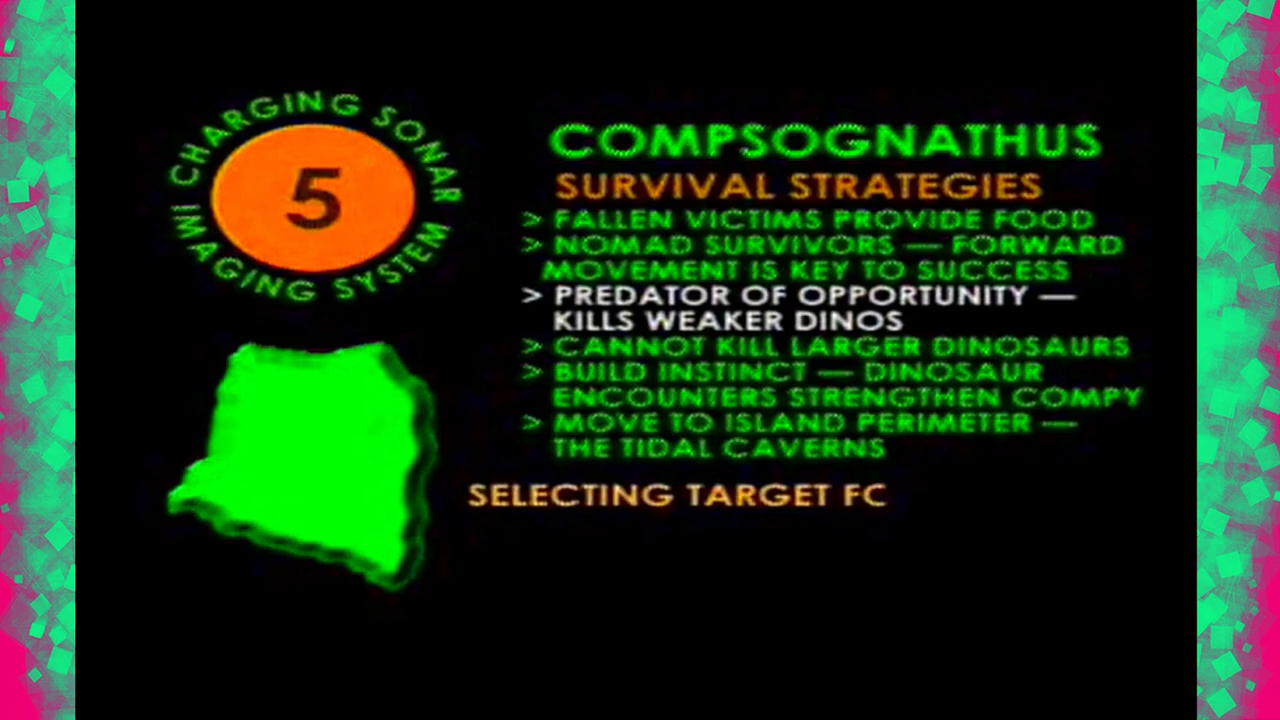 CHARGING SONAR
IMAGING SYSTEM
5
COMPSOGNATHUS
SURVIVAL STRATEGIES
> FALLEN VICTIMS PROVIDE FOOD
> NOMAD SURVIVORS — FORWARD
MOVEMENT IS KEY TO SUCCESS
> PREDATOR OF OPPORTUNITY —
KILLS WEAKER DINOS
> CANNOT KILL LARGER DINOSAURS
> BUILD INSTINCT — DINOSAUR
ENCOUNTERS STRENGTHEN COMPY
> MOVE TO ISLAND PERIMETER —
THE TIDAL CAVERNS
SELECTING TARGET FC